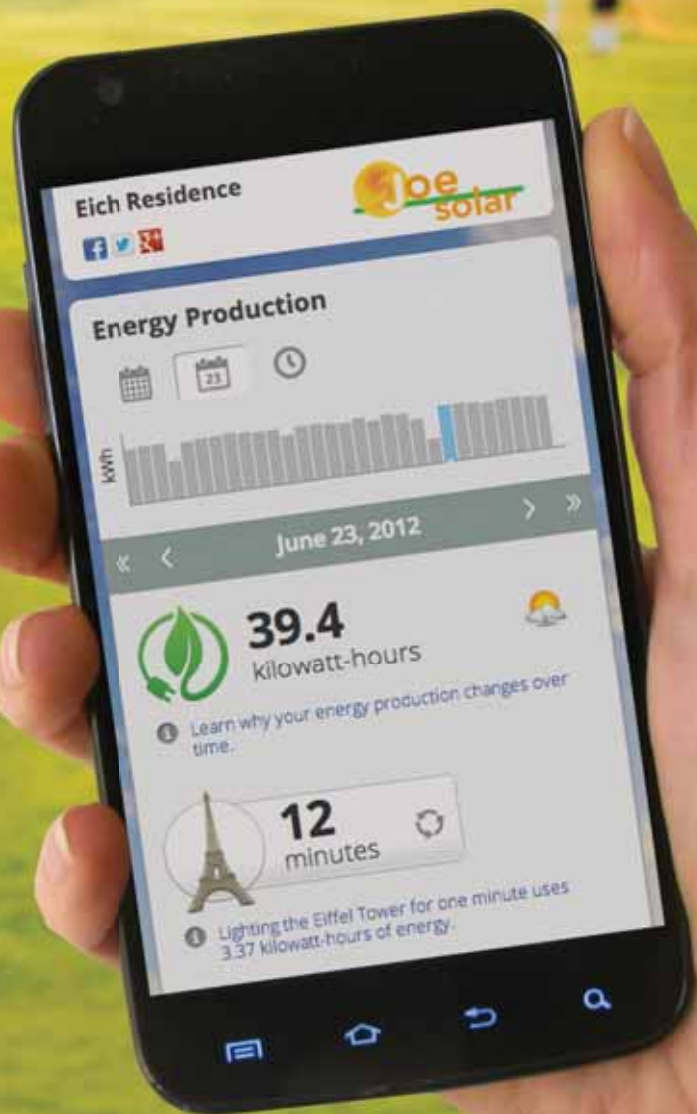 Eich Residence
Joe
solar
Energy Production
23
kWh
« < June 23, 2012 > »
39.4
kilowatt-hours
Learn why your energy production changes over
time.
12
minutes
Lighting the Eiffel Tower for one minute uses
3.37 kilowatt-hours of energy.